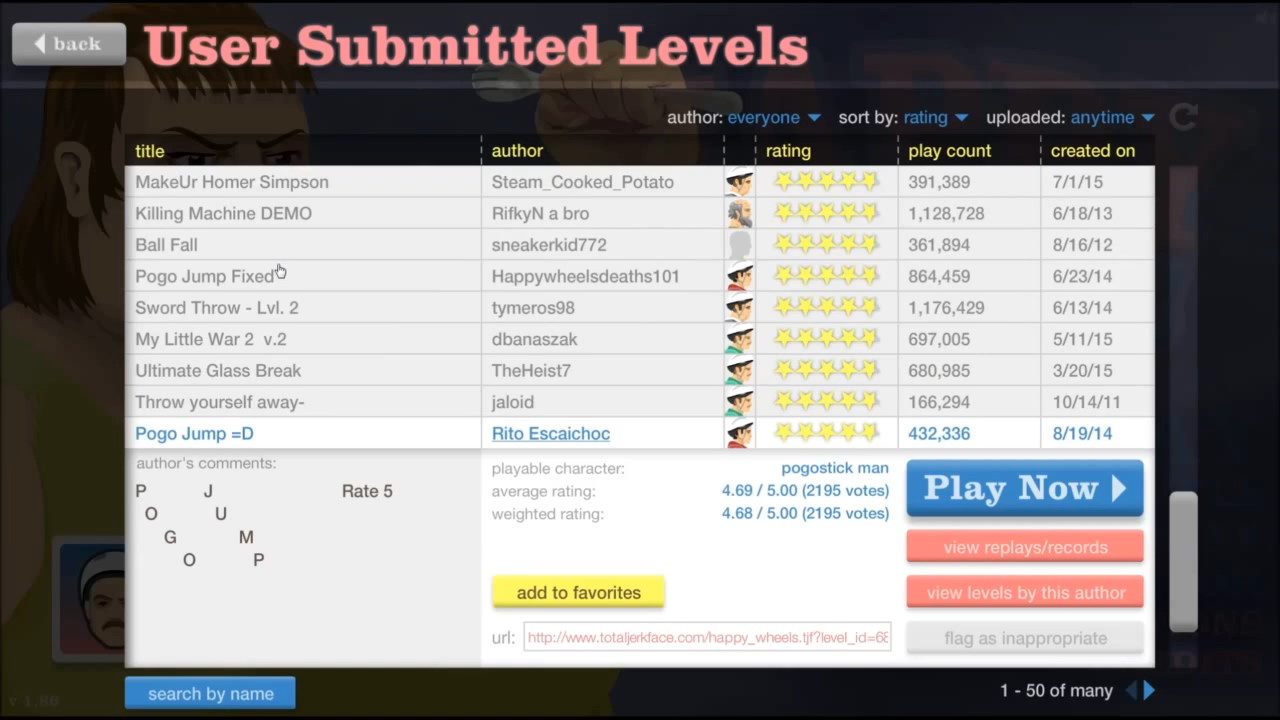 back
User Submitted Levels
author: everyone sort by: rating uploaded: anytime
title author rating play count created on
MakeUr Homer Simpson Steam_Cooked_Potato 391,389 7/1/15
Killing Machine DEMO RifkyN a bro 1,128,728 6/18/13
Ball Fall sneakerkid772 361,894 8/16/12
Pogo Jump Fixed Happywheelsdeaths101 864,459 6/23/14
Sword Throw - Lvl. 2 tymeros98 1,176,429 6/13/14
My Little War 2 v.2 dbanaszak 697,005 5/11/15
Ultimate Glass Break TheHeist7 680,985 3/20/15
Throw yourself away- jaloid 166,294 10/14/11
Pogo Jump =D Rito Escaichoc 432,336 8/19/14
author's comments:
P J Rate 5
O U
G M
O P
playable character: pogostick man
average rating: 4.69 / 5.00 (2195 votes)
weighted rating: 4.68 / 5.00 (2195 votes)
Play Now
view replays/records
add to favorites
view levels by this author
url: http://www.totaljerkface.com/happy_wheels.tjf?level_id=68
flag as inappropriate
search by name
1 - 50 of many
v 1.86